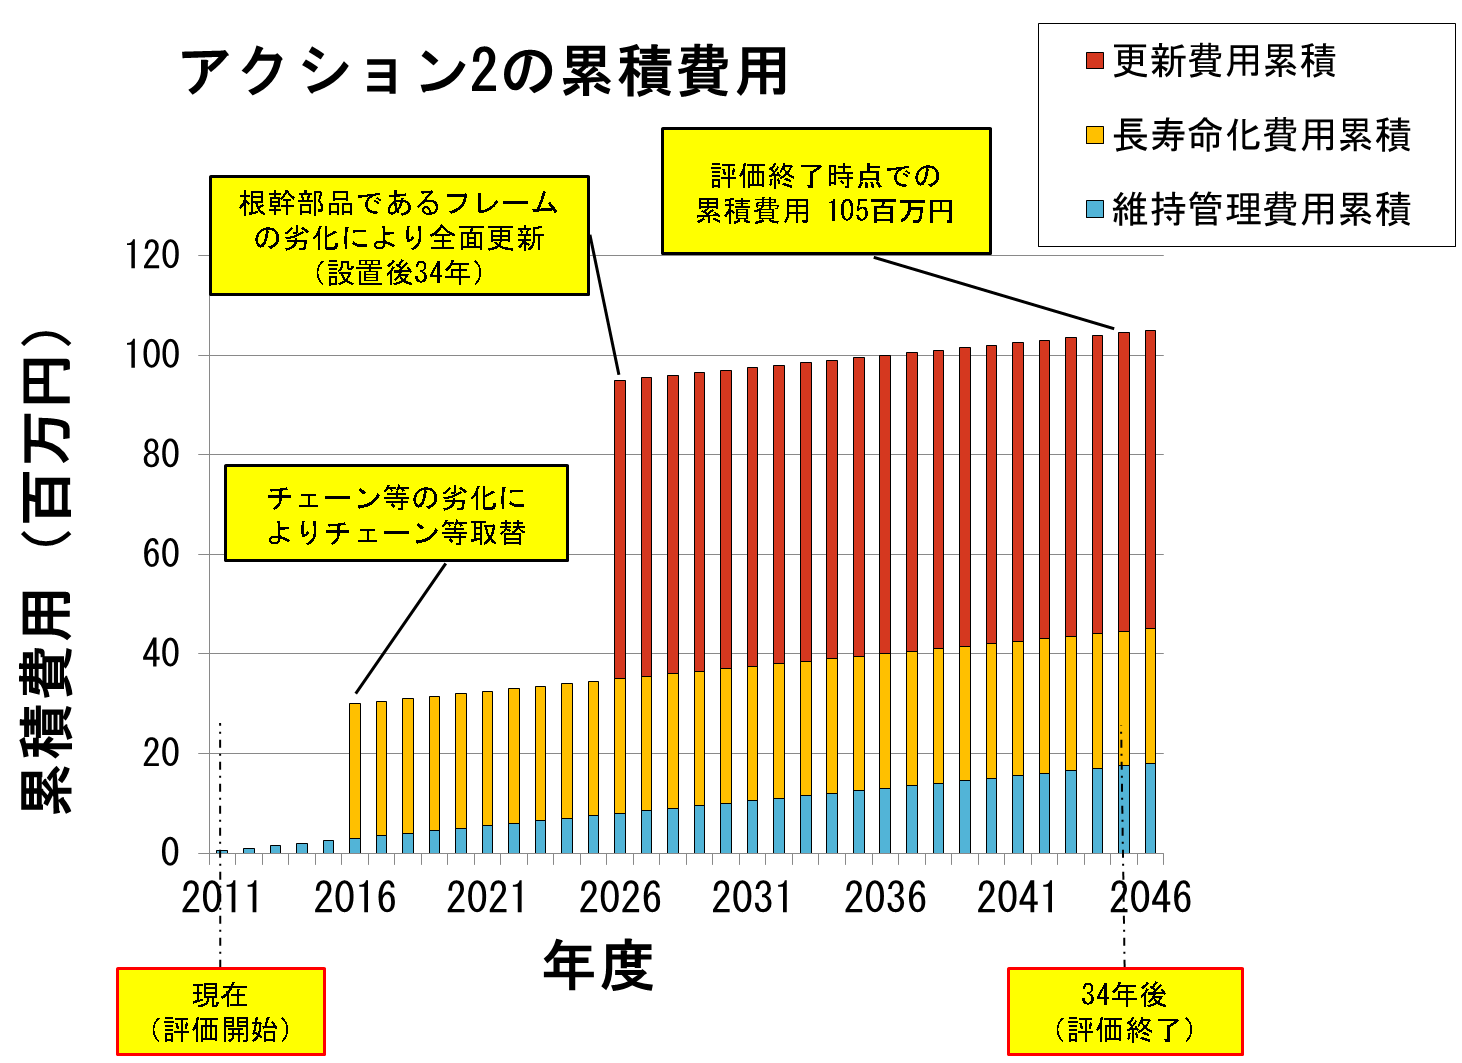 アクション2の累積費用
更新費用累積
長寿命化費用累積
維持管理費用累積
評価終了時点での
累積費用 105百万円
根幹部品であるフレーム
の劣化により全面更新
（設置後34年）
チェーン等の劣化に
よりチェーン等取替
累積費用（百万円）
120
100
80
60
40
20
0
2011 2016 2021 2026 2031 2036 2041 2046
年度
現在
（評価開始）
34年後
（評価終了）